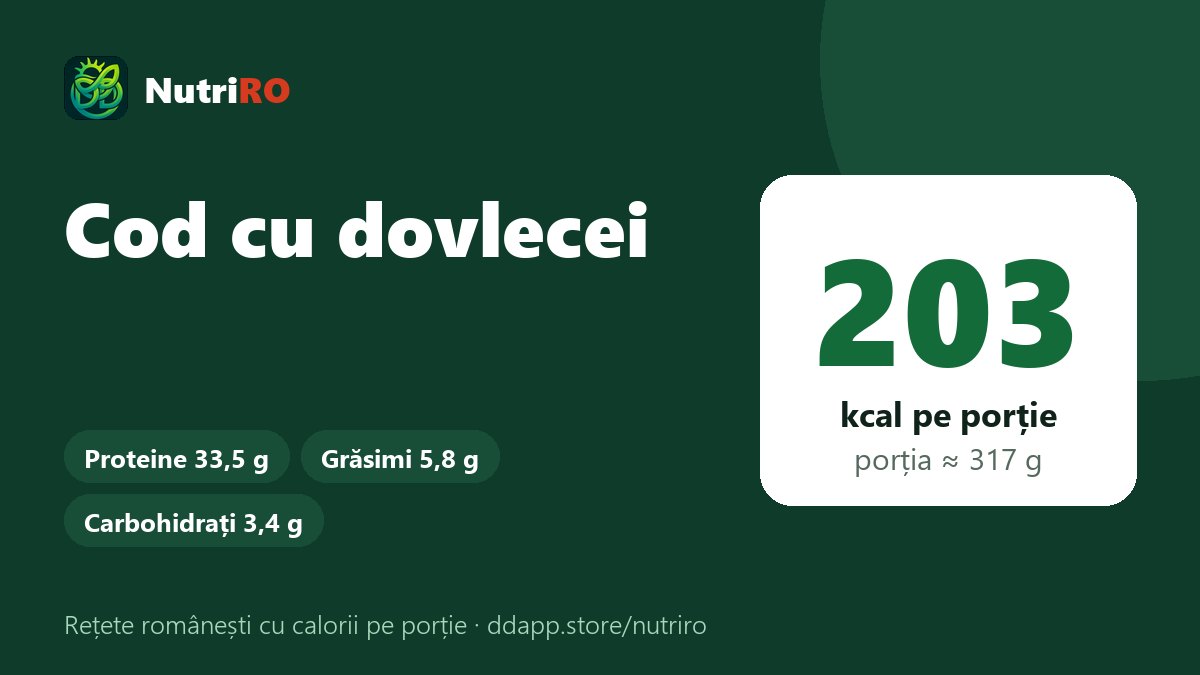 NutriRO
Cod cu dovlecei
203
kcal pe porție
porția ≈ 317 g
Proteine 33,5 g
Grăsimi 5,8 g
Carbohidrați 3,4 g
Rețete românești cu calorii pe porție · ddapp.store/nutriro